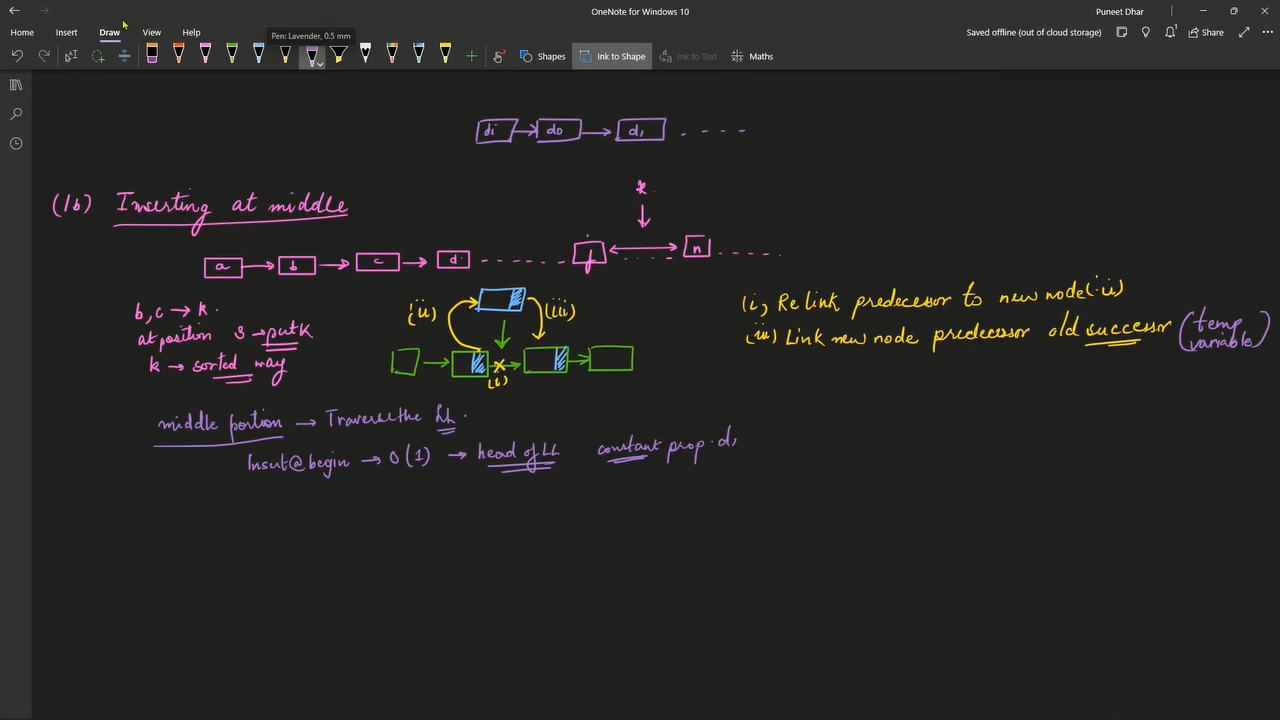 OneNote for Windows 10
Puneet Dhar
Home Insert Draw View Help
Pen: Lavender, 0.5 mm
Saved offline (out of cloud storage)
Share
Shapes
Ink to Shape
Ink to Text
Maths
di do d1
(1b) Inserting at middle
k
a b c d j n
b, c → k.
at position 3 → put K
k → sorted way
(ii) (iii)
(i)
(i) Relink predecessor to new node (ii)
(iii) Link new node predecessor old successor (temp variable)
middle portion → Traverse the LL.
Insert@begin → O(1) → head of LL constant prop. d,